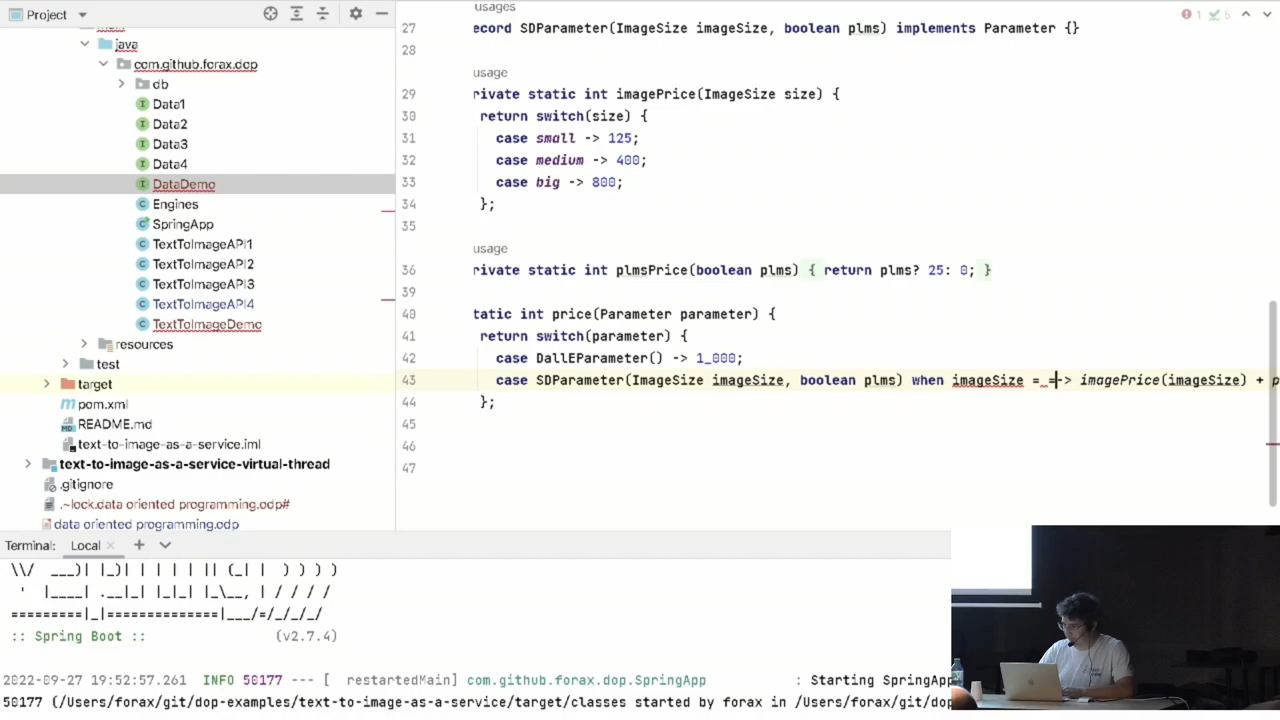 Project
java
com.github.forax.dop
db
Data1
Data2
Data3
Data4
DataDemo
Engines
SpringApp
TextToImageAPI1
TextToImageAPI2
TextToImageAPI3
TextToImageAPI4
TextToImageDemo
resources
test
target
pom.xml
README.md
text-to-image-as-a-service.iml
text-to-image-as-a-service-virtual-thread
.gitignore
.~lock.data oriented programming.odp#
data oriented programming.odp
usages
1 5
27 ecord SDParameter(ImageSize imageSize, boolean plms) implements Parameter {}
28
usage
29 rivate static int imagePrice(ImageSize size) {
30 return switch(size) {
31 case small -> 125;
32 case medium -> 400;
33 case big -> 800;
34 };
35
usage
36 rivate static int plmsPrice(boolean plms) { return plms? 25: 0; }
39
40 tatic int price(Parameter parameter) {
41 return switch(parameter) {
42 case DallEParameter() -> 1_000;
43 case SDParameter(ImageSize imageSize, boolean plms) when imageSize = =-> imagePrice(imageSize) + p
44 };
45
46
47
Terminal: Local
\\/ ___)| |_)| | | | | || (_| | ) ) ) )
' |____| .__|_| |_|_| |_\__, | / / / /
=========|_|==============|___/=/_/_/_/
:: Spring Boot :: (v2.7.4)
2022-09-27 19:52:57.261 INFO 50177 --- [ restartedMain] com.github.forax.dop.SpringApp : Starting SpringApp
50177 (/Users/forax/git/dop-examples/text-to-image-as-a-service/target/classes started by forax in /Users/forax/git/dop